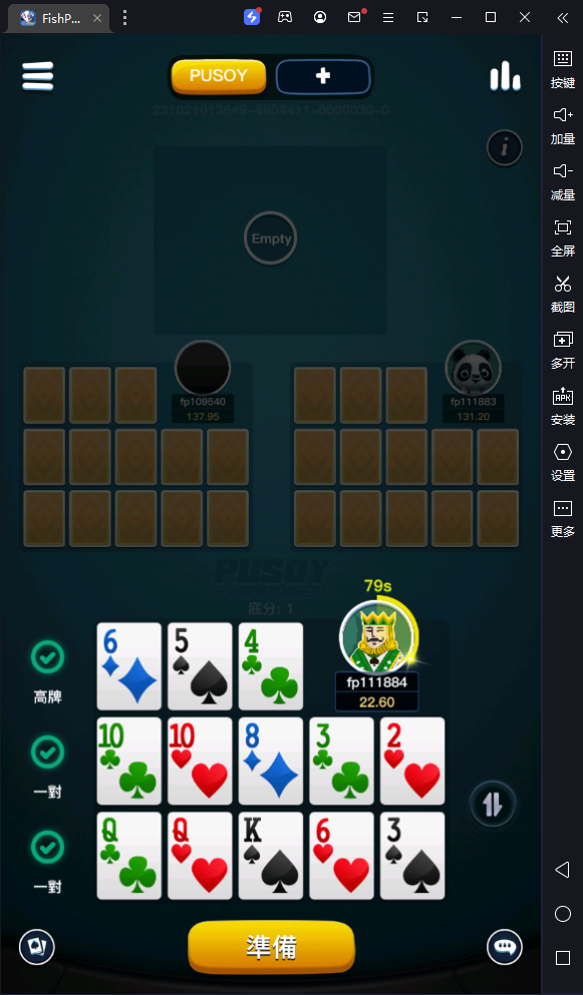 FishP...
PUSOY
+
231021013849-4904411-0000030-0
i
Empty
fp109540
137.95
fp111883
131.20
PUSOY
底分: 1
79s
fp111884
22.60
高牌
6
5
4
一對
10
10
8
3
2
一對
Q
Q
K
6
3
準備
按键
加量
减量
全屏
截图
多开
APK
安装
设置
更多